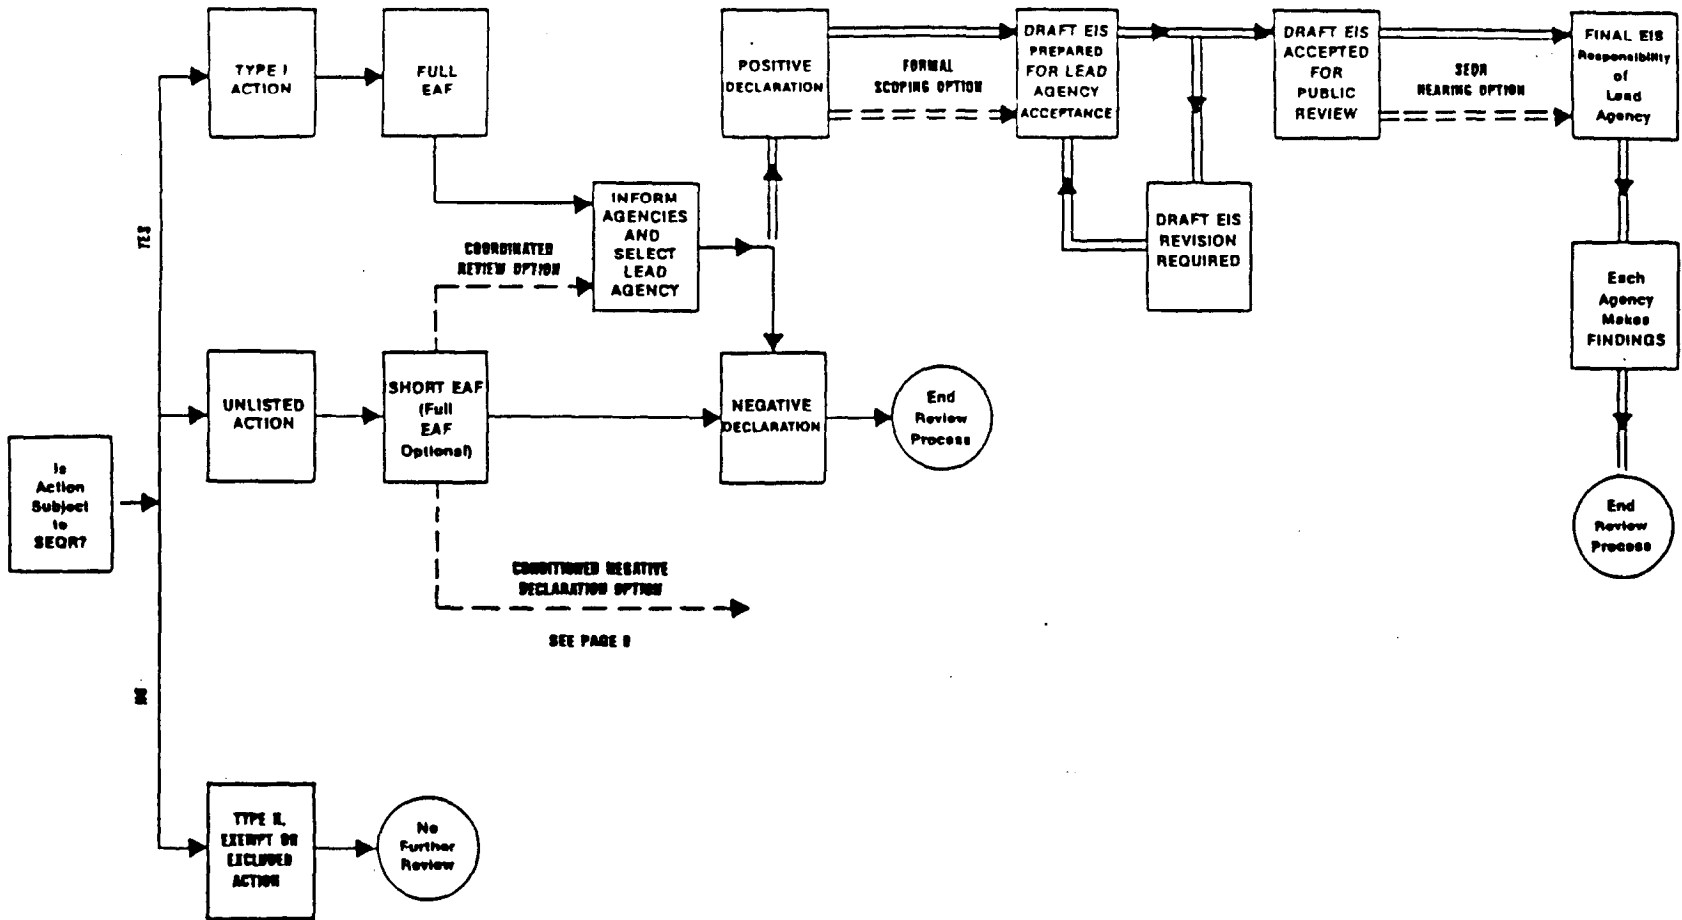 Is
Action
Subject
to
SEQR?
YES
NO
TYPE I
ACTION
FULL
EAF
UNLISTED
ACTION
SHORT EAF
(Full
EAF
Optional)
COORDINATED
REVIEW OPTION
INFORM
AGENCIES
AND
SELECT
LEAD
AGENCY
CONDITIONED NEGATIVE
DECLARATION OPTION
SEE PAGE
TYPE II,
EXEMPT OR
EXCLUDED
ACTION
No
Further
Review
POSITIVE
DECLARATION
NEGATIVE
DECLARATION
End
Review
Process
FORMAL
SCOPING OPTION
DRAFT EIS
PREPARED
FOR LEAD
AGENCY
ACCEPTANCE
DRAFT EIS
REVISION
REQUIRED
DRAFT EIS
ACCEPTED
FOR
PUBLIC
REVIEW
SEQR
HEARING OPTION
FINAL EIS
Responsibility
of
Lead
Agency
Each
Agency
Makes
FINDINGS
End
Review
Process